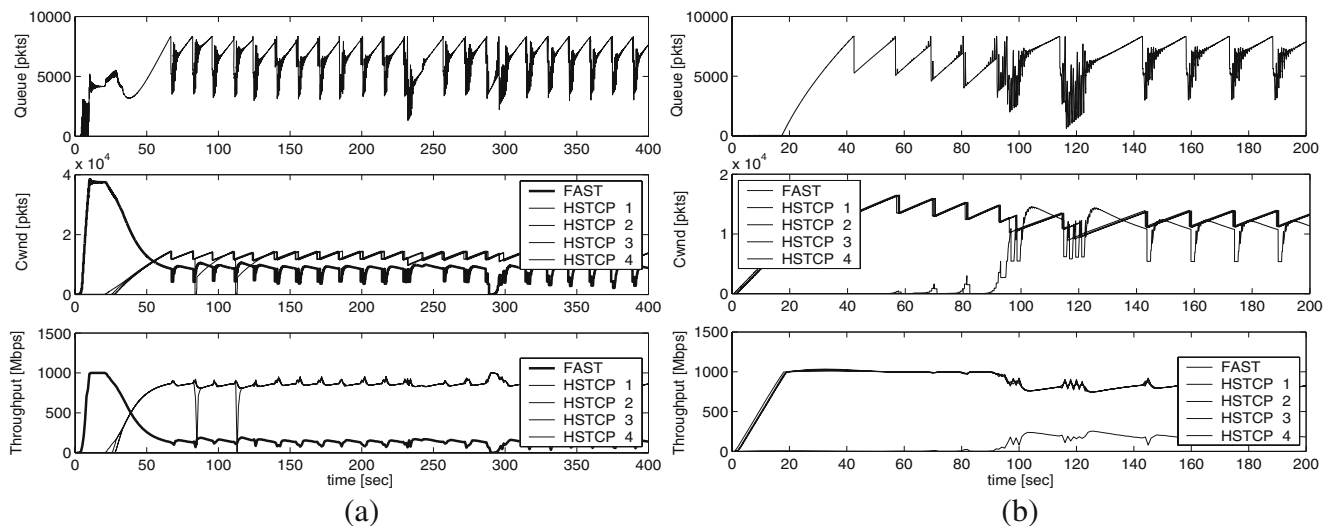 10000
5000
0
Queue [pkts]
0 50 100 150 200 250 300 350 400
x 10^4
4
2
0
Cwnd [pkts]
FAST
HSTCP 1
HSTCP 2
HSTCP 3
HSTCP 4
0 50 100 150 200 250 300 350 400
1500
1000
500
0
Throughput [Mbps]
FAST
HSTCP 1
HSTCP 2
HSTCP 3
HSTCP 4
0 50 100 150 200 250 300 350 400
time [sec]
(a)
10000
5000
0
Queue [pkts]
0 20 40 60 80 100 120 140 160 180 200
x 10^4
2
1
0
Cwnd [pkts]
FAST
HSTCP 1
HSTCP 2
HSTCP 3
HSTCP 4
0 20 40 60 80 100 120 140 160 180 200
1500
1000
500
0
Throughput [Mbps]
FAST
HSTCP 1
HSTCP 2
HSTCP 3
HSTCP 4
0 20 40 60 80 100 120 140 160 180 200
time [sec]
(b)